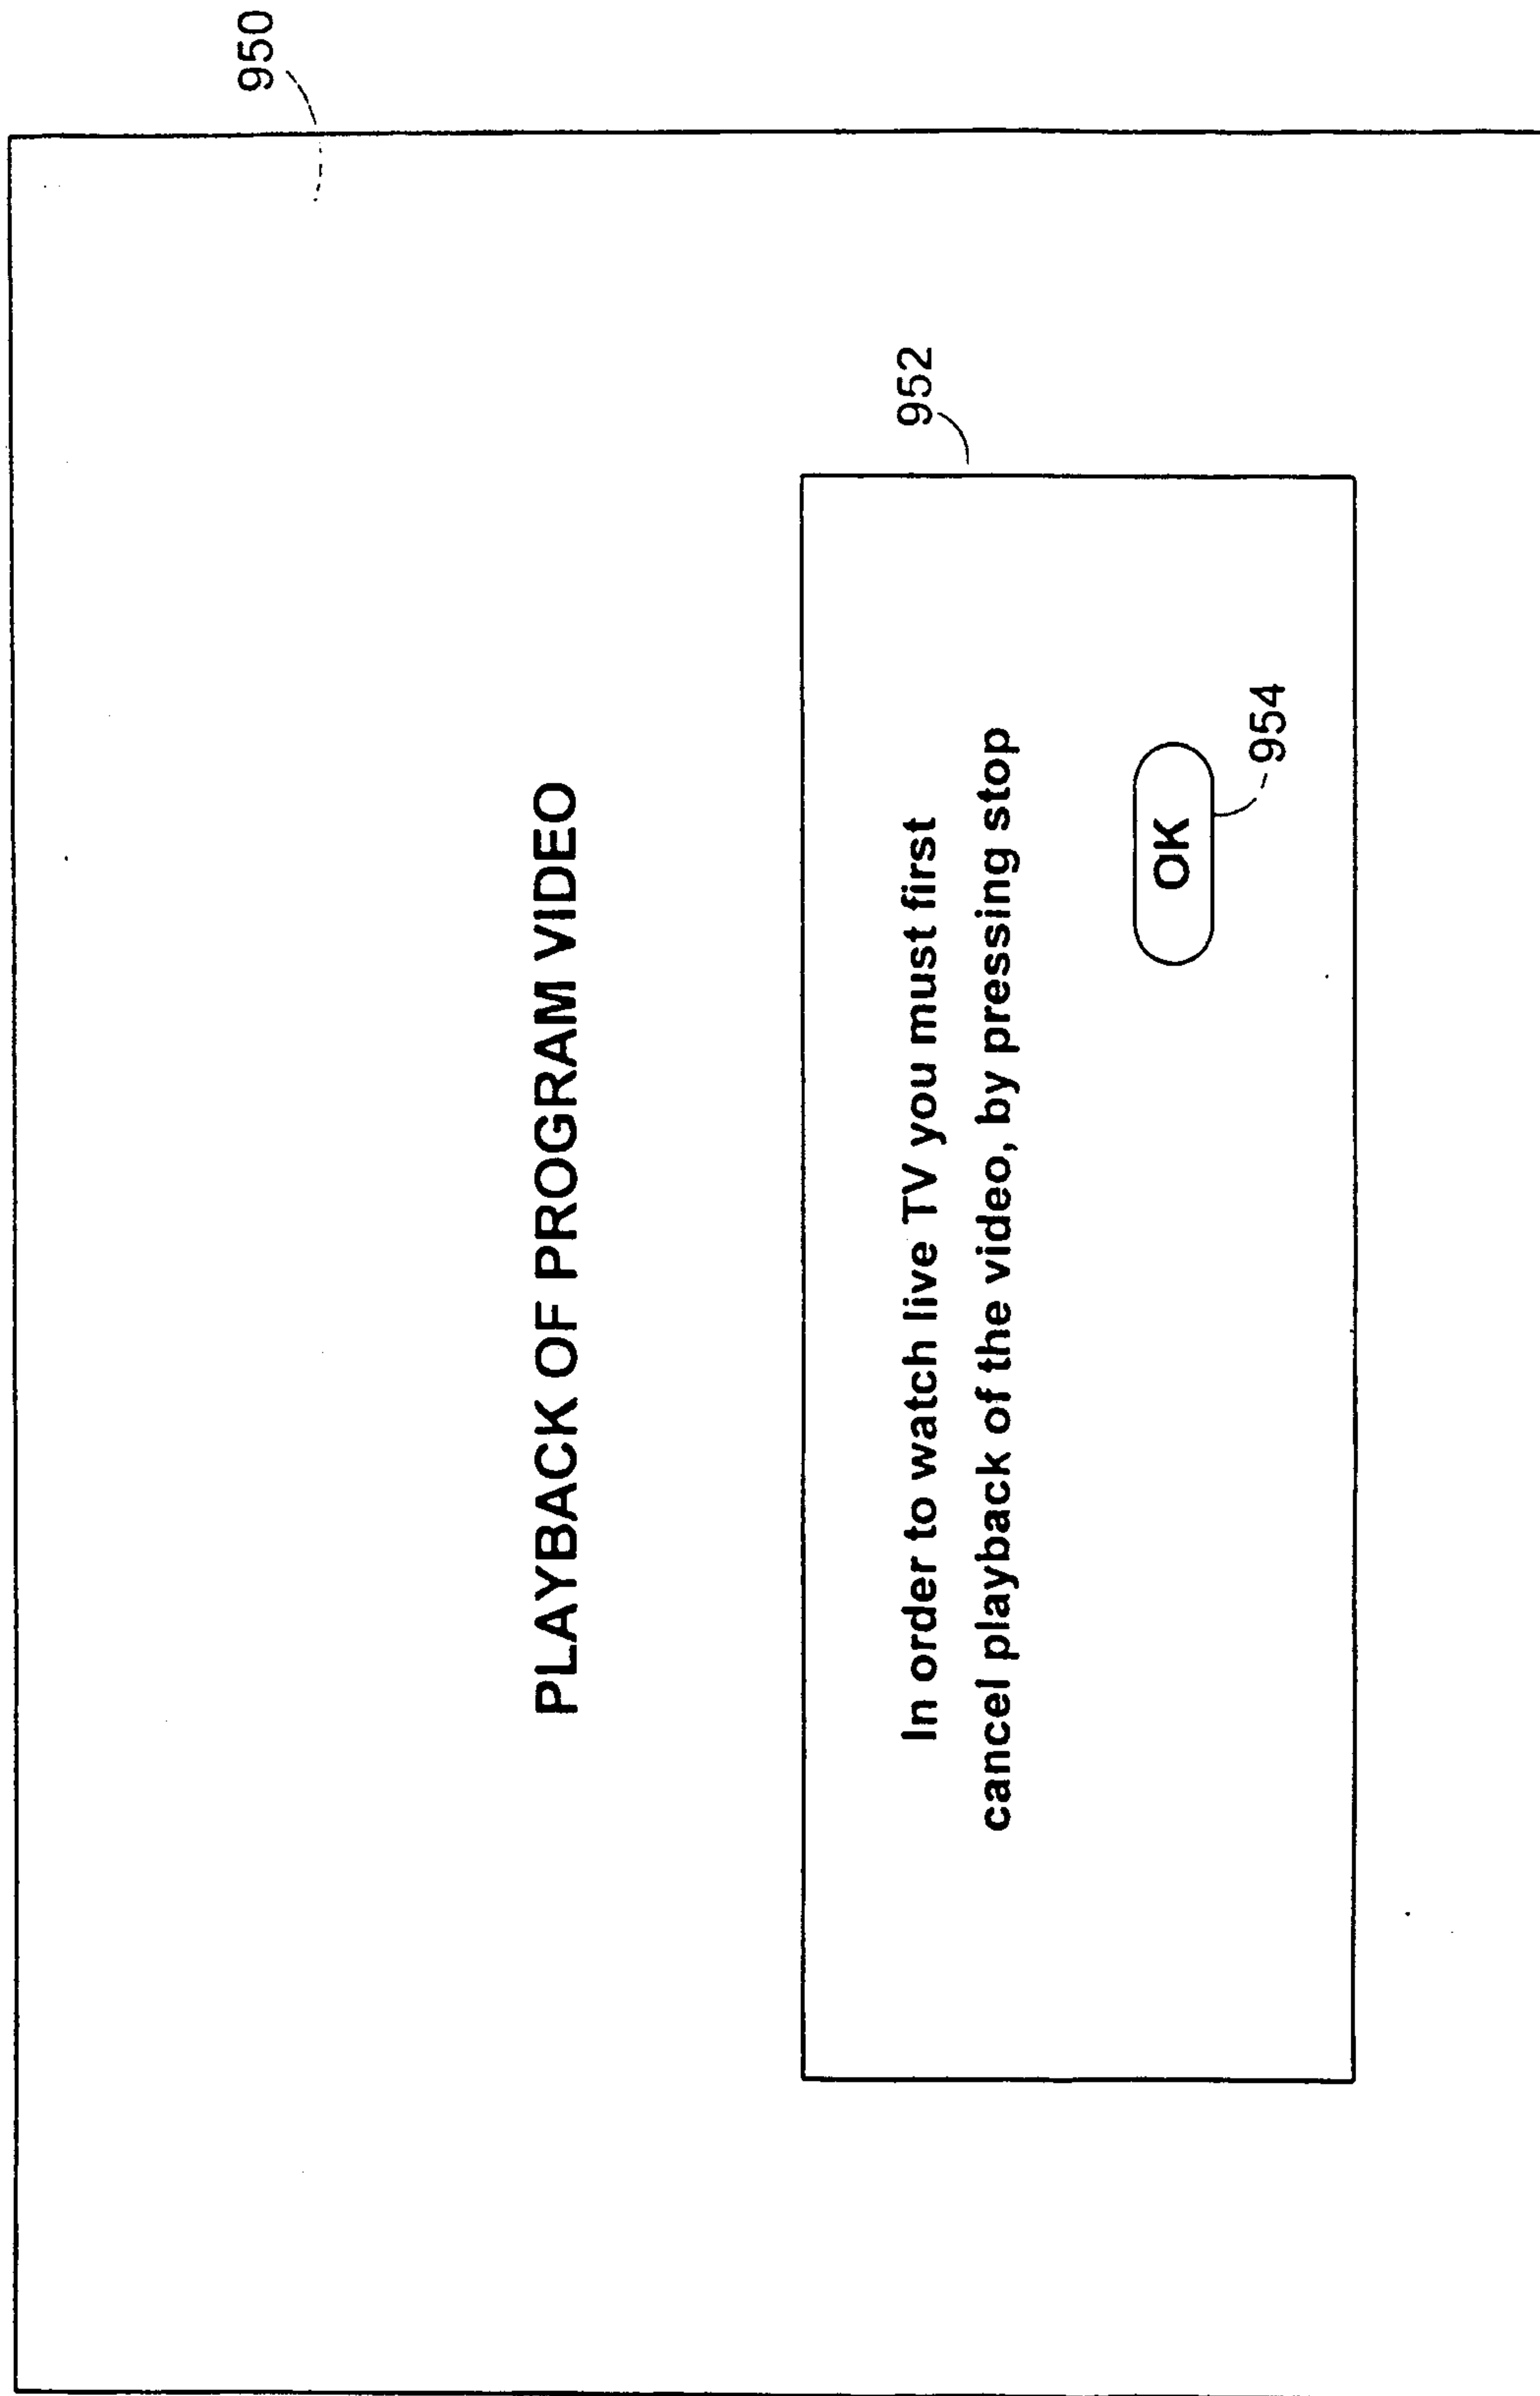 950
PLAYBACK OF PROGRAM VIDEO
952
In order to watch live TV you must first
cancel playback of the video, by pressing stop
OK
954